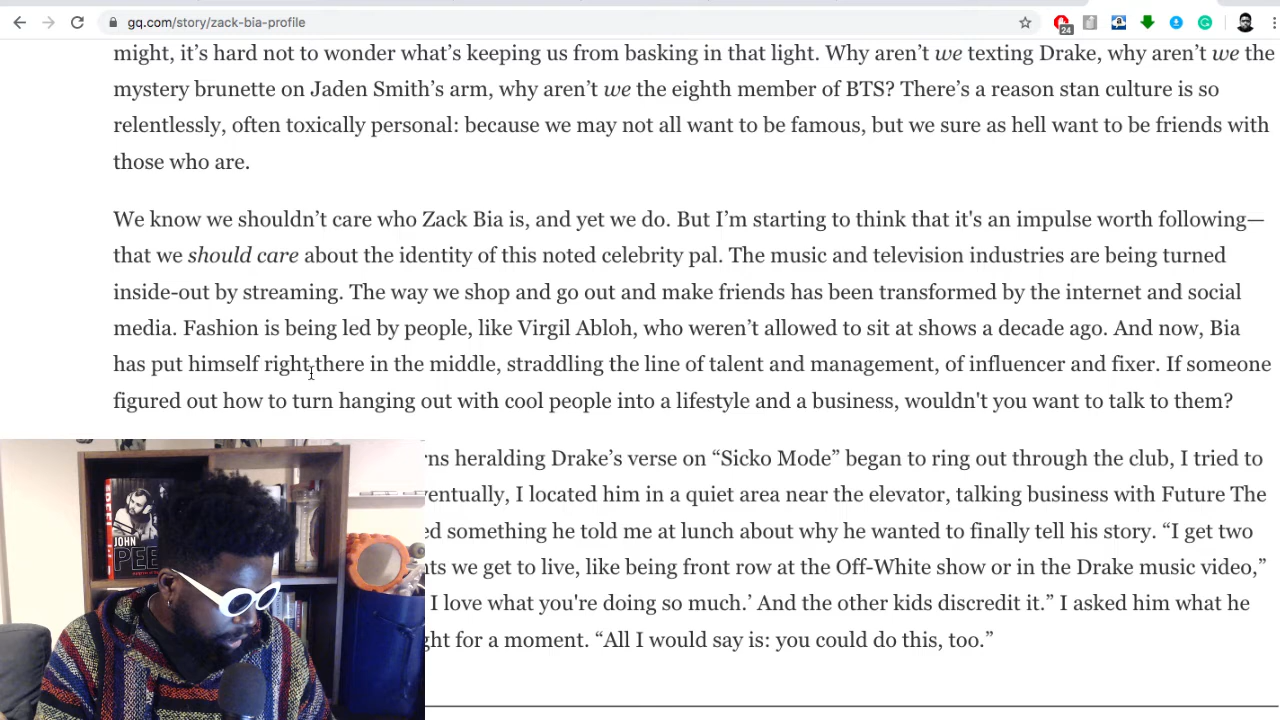 gq.com/story/zack-bia-profile
24
might, it’s hard not to wonder what’s keeping us from basking in that light. Why aren’t we texting Drake, why aren’t we the
mystery brunette on Jaden Smith’s arm, why aren’t we the eighth member of BTS? There’s a reason stan culture is so
relentlessly, often toxically personal: because we may not all want to be famous, but we sure as hell want to be friends with
those who are.
We know we shouldn’t care who Zack Bia is, and yet we do. But I’m starting to think that it's an impulse worth following—
that we should care about the identity of this noted celebrity pal. The music and television industries are being turned
inside-out by streaming. The way we shop and go out and make friends has been transformed by the internet and social
media. Fashion is being led by people, like Virgil Abloh, who weren’t allowed to sit at shows a decade ago. And now, Bia
has put himself right there in the middle, straddling the line of talent and management, of influencer and fixer. If someone
figured out how to turn hanging out with cool people into a lifestyle and a business, wouldn't you want to talk to them?
heralding Drake’s verse on “Sicko Mode” began to ring out through the club, I tried to
I located him in a quiet area near the elevator, talking business with Future The
something he told me at lunch about why he wanted to finally tell his story. “I get two
we get to live, like being front row at the Off-White show or in the Drake music video,”
I love what you're doing so much.’ And the other kids discredit it.” I asked him what he
for a moment. “All I would say is: you could do this, too.”
JOHN
PEE